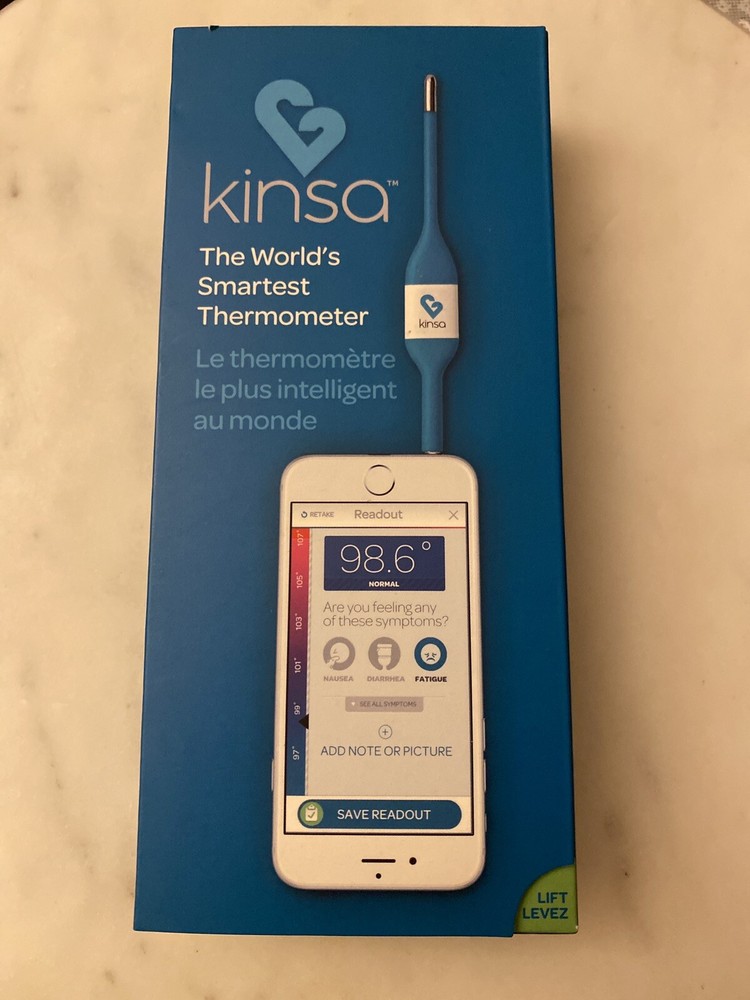 kinsa™
The World's
Smartest
Thermometer
Le thermomètre
le plus intelligent
au monde
kinsa
RETAKE
Readout
107°
105°
103°
101°
99°
97°
98.6°
NORMAL
Are you feeling any
of these symptoms?
NAUSEA
DIARRHEA
FATIGUE
+ SEE ALL SYMPTOMS
ADD NOTE OR PICTURE
SAVE READOUT
LIFT
LEVEZ